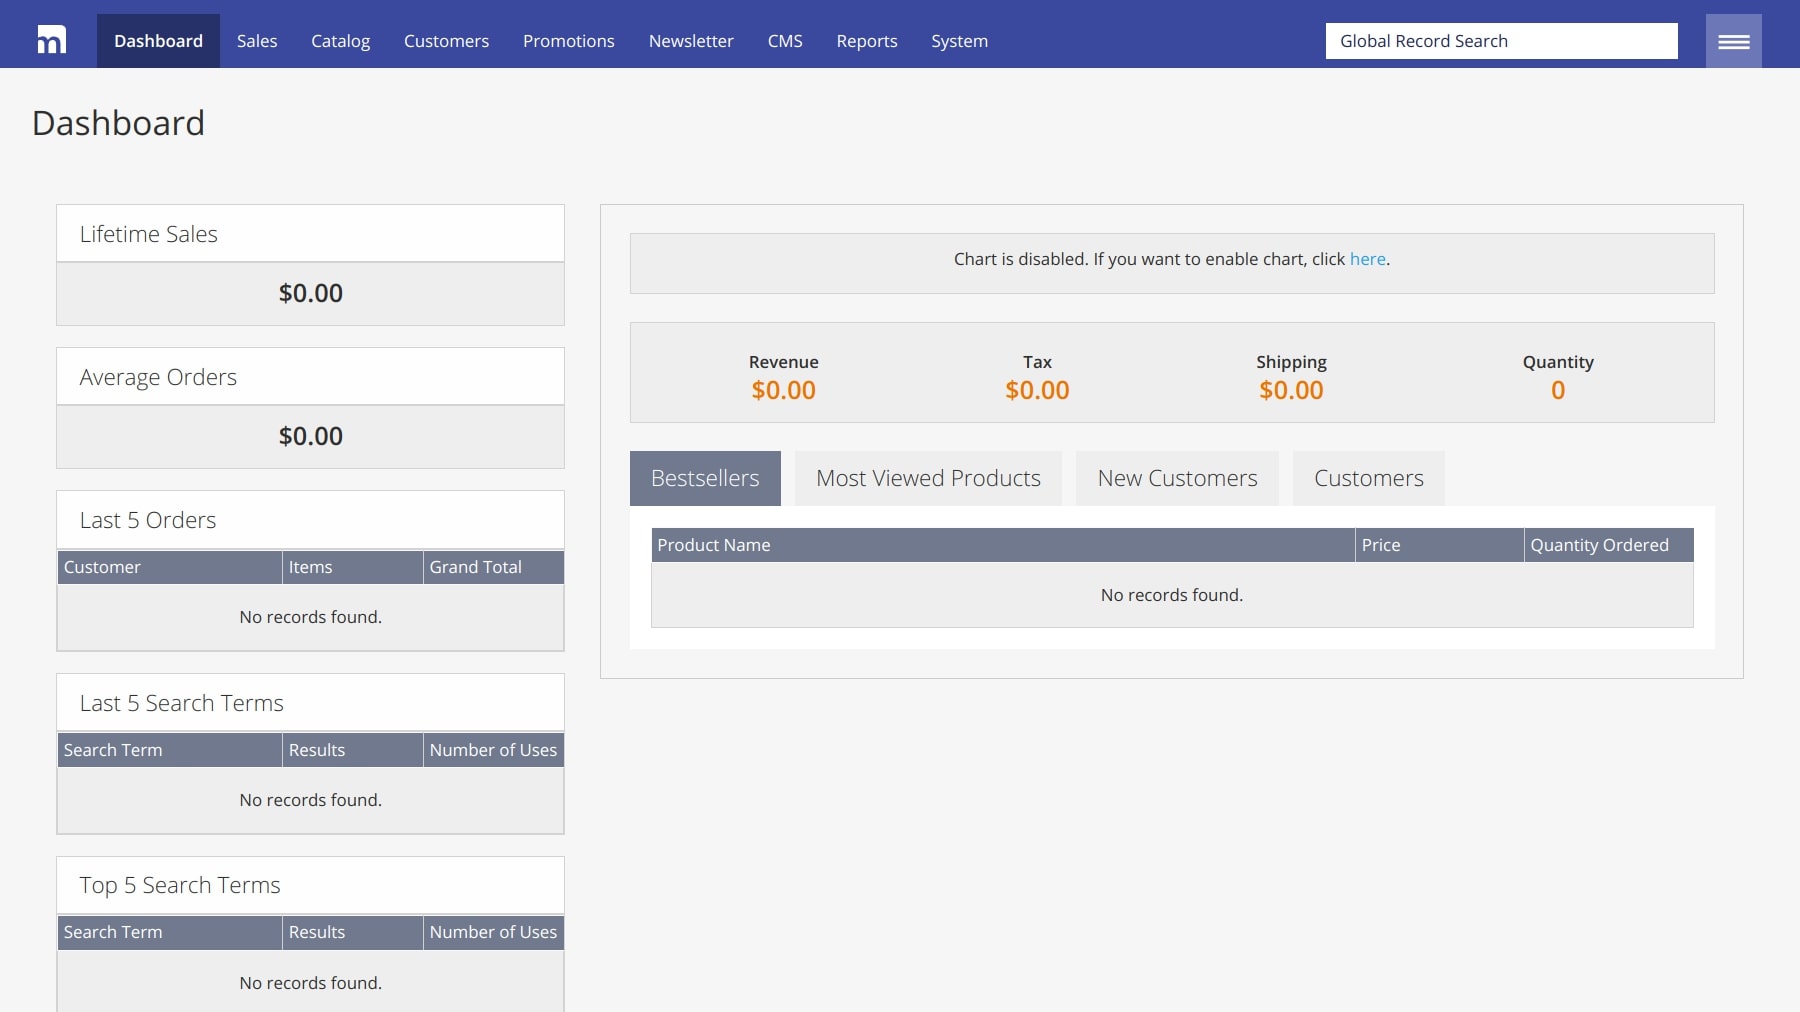 m
Dashboard
Sales
Catalog
Customers
Promotions
Newsletter
CMS
Reports
System
Global Record Search
Dashboard
Lifetime Sales
$0.00
Average Orders
$0.00
Last 5 Orders
Customer Items Grand Total
No records found.
Last 5 Search Terms
Search Term Results Number of Uses
No records found.
Top 5 Search Terms
Search Term Results Number of Uses
No records found.
Chart is disabled. If you want to enable chart, click here.
Revenue Tax Shipping Quantity
$0.00 $0.00 $0.00 0
Bestsellers Most Viewed Products New Customers Customers
Product Name Price Quantity Ordered
No records found.